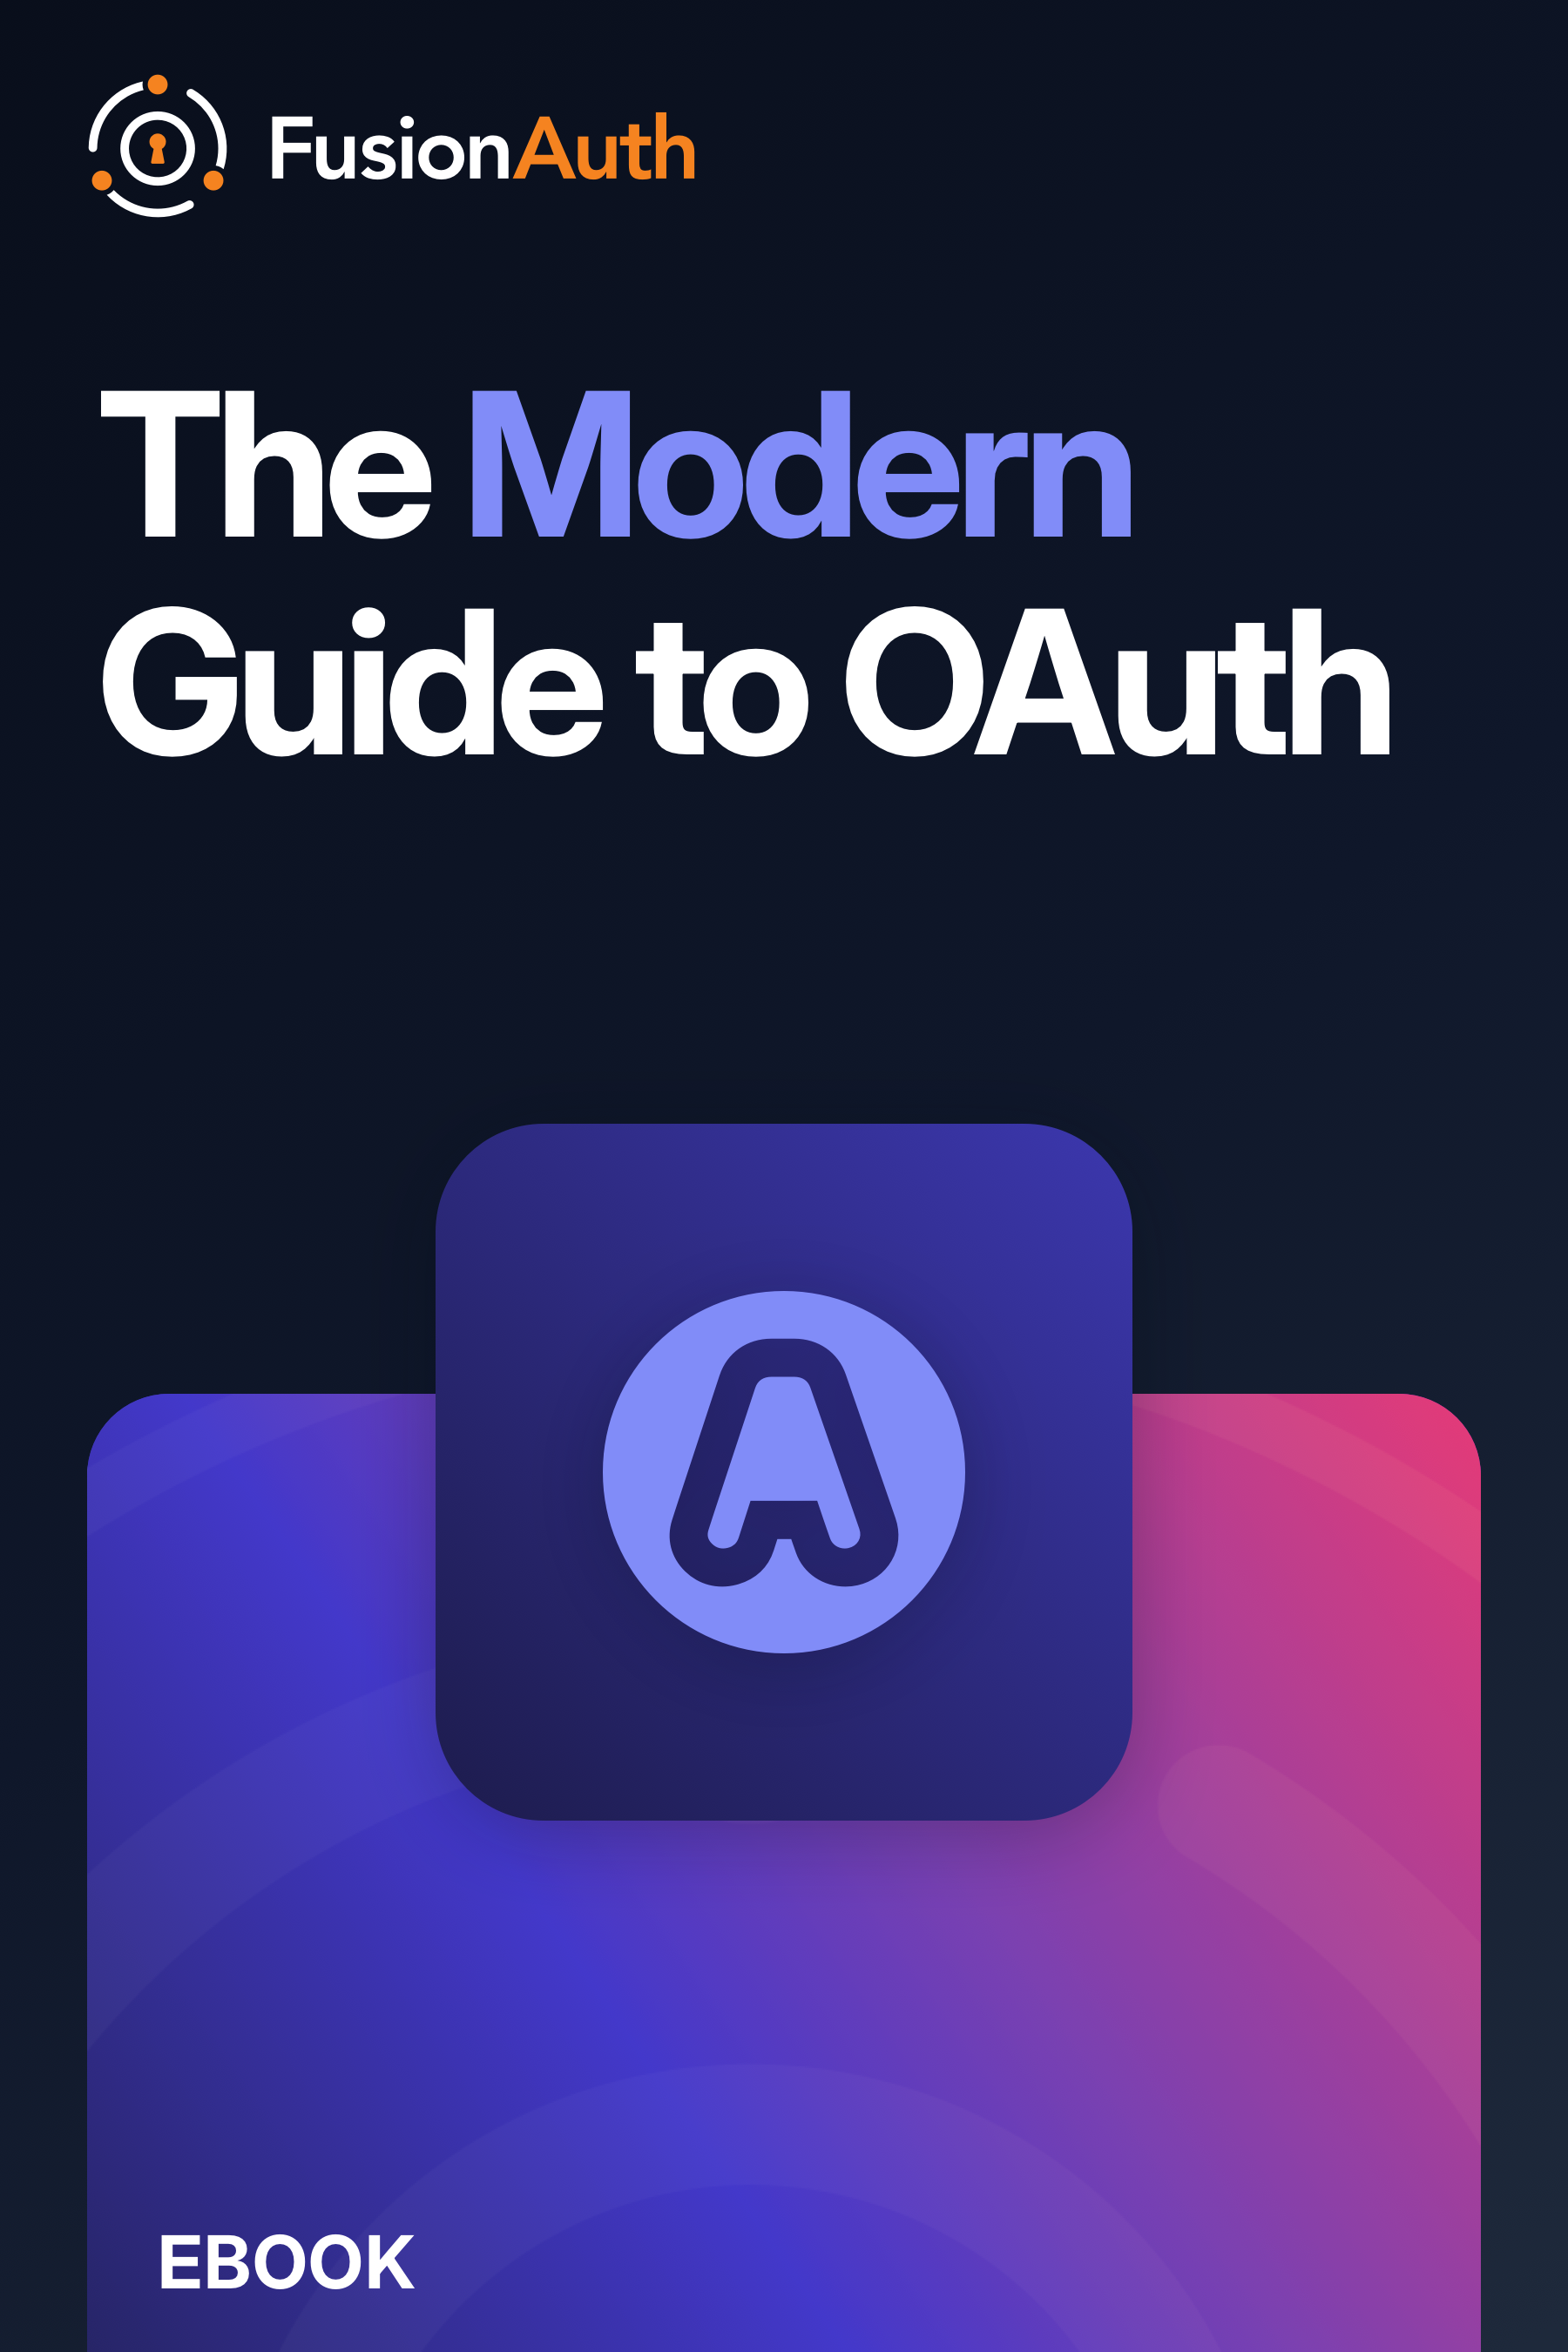 FusionAuth
The Modern
Guide to OAuth
A
EBOOK